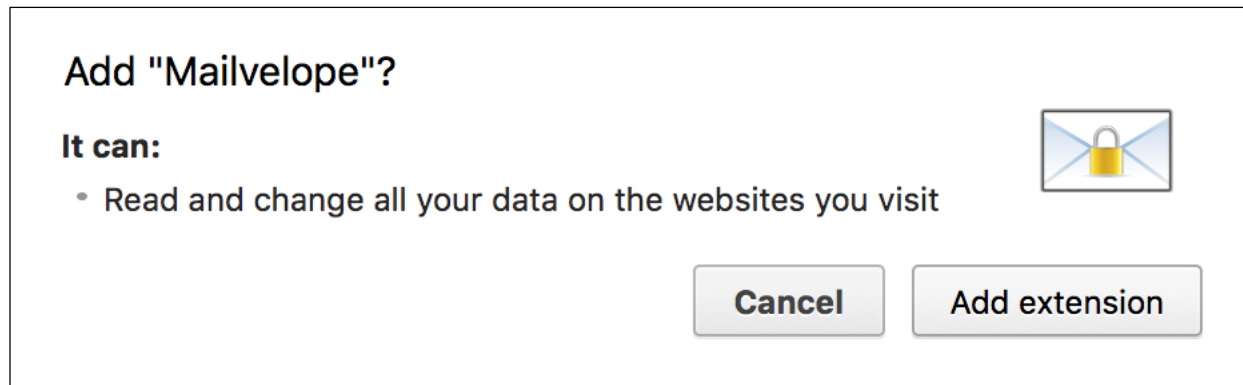 Add "Mailvelope"?
It can:
• Read and change all your data on the websites you visit
Cancel Add extension